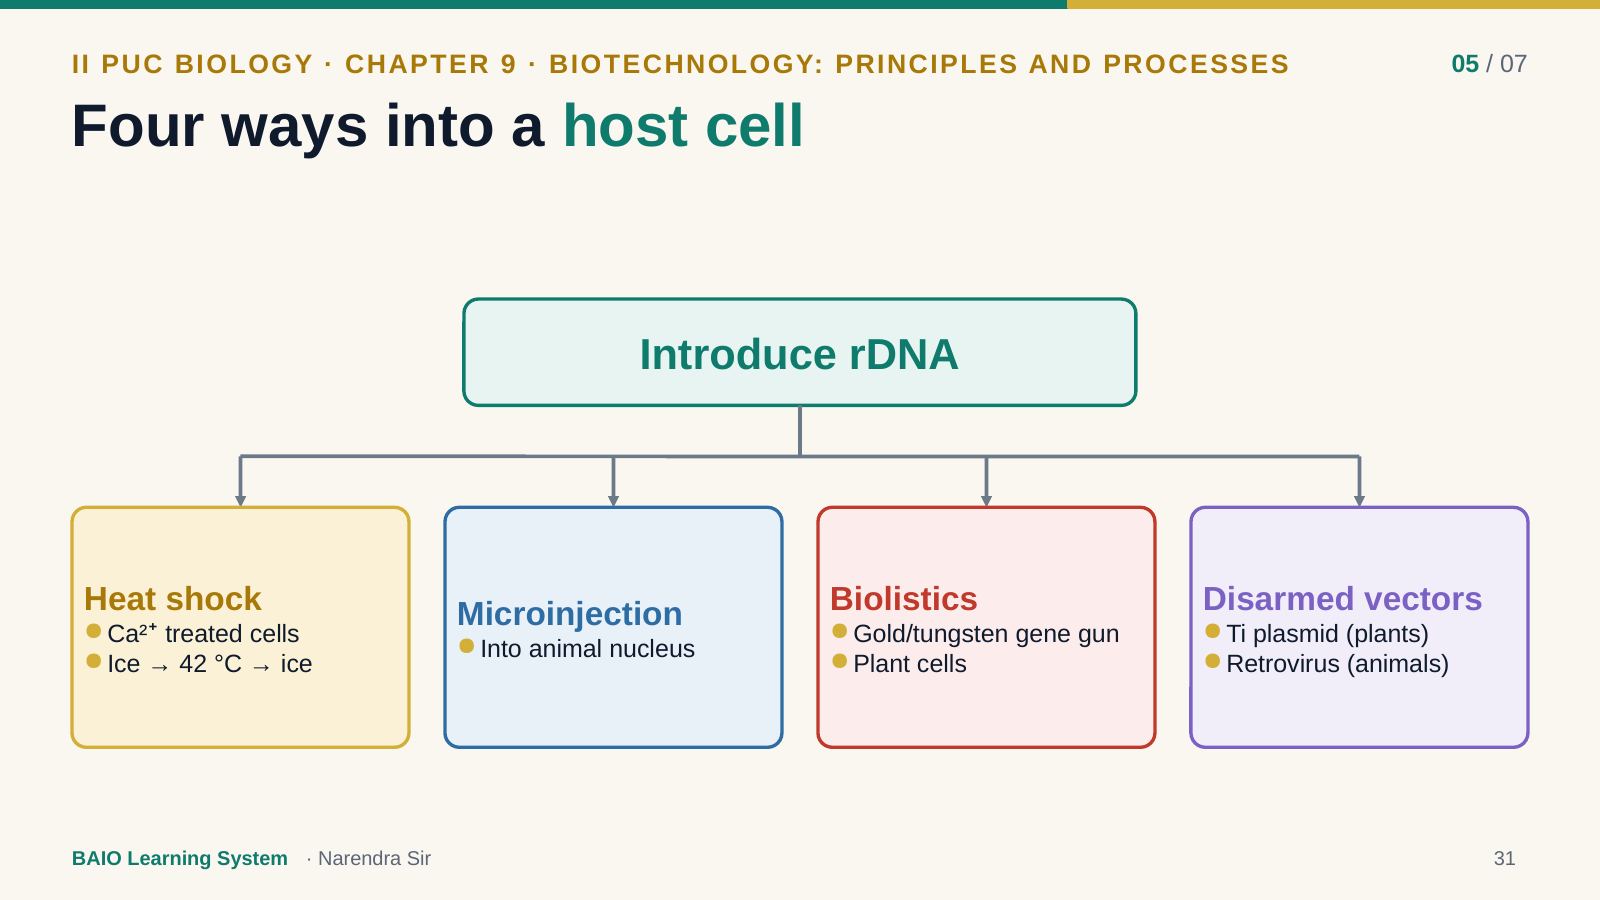 II PUC BIOLOGY · CHAPTER 9 · BIOTECHNOLOGY: PRINCIPLES AND PROCESSES
05 / 07
Four ways into a host cell
Introduce rDNA
Heat shock
Ca²⁺ treated cells
Ice → 42 °C → ice
Microinjection
Into animal nucleus
Biolistics
Gold/tungsten gene gun
Plant cells
Disarmed vectors
Ti plasmid (plants)
Retrovirus (animals)
BAIO Learning System · Narendra Sir
31